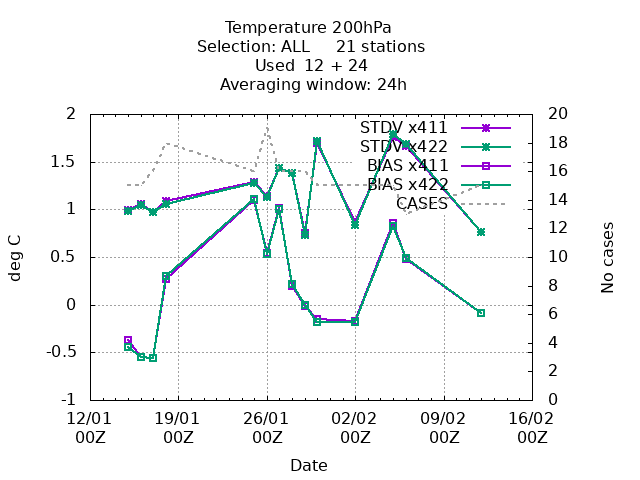 Temperature 200hPa
Selection: ALL 21 stations
Used 12 + 24
Averaging window: 24h
2
1.5
1
0.5
0
-0.5
-1
20
18
16
14
12
10
8
6
4
2
0
STDV x411
STDV x422
BIAS x411
BIAS x422
CASES
deg C
No cases
12/01 19/01 26/01 02/02 09/02 16/02
00Z 00Z 00Z 00Z 00Z 00Z
Date